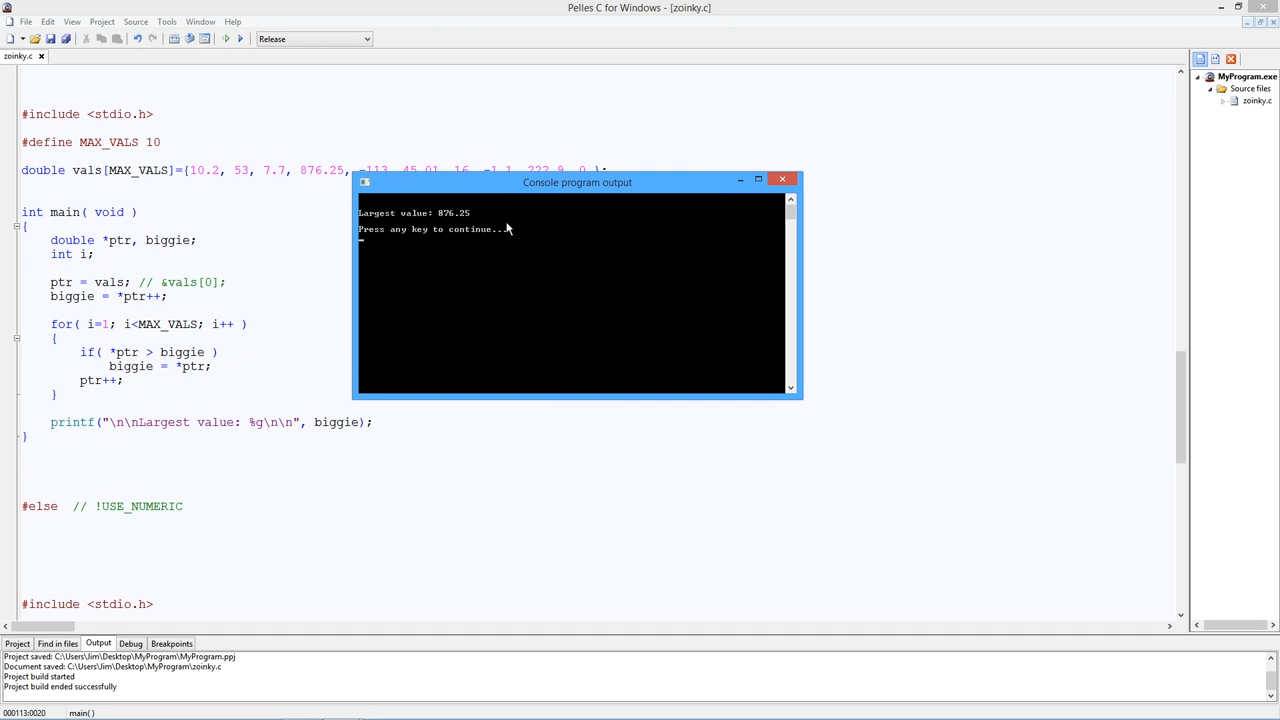 Pelles C for Windows - [zoinky.c]
File Edit View Project Source Tools Window Help
Release
zoinky.c
MyProgram.exe
Source files
zoinky.c
#include <stdio.h>
#define MAX_VALS 10
double vals[MAX_VALS]={10.2, 53, 7.7, 876.25, -113, 45.01, 16, -1.1, 222.9, 0 };
int main( void )
{
double *ptr, biggie;
int i;
ptr = vals; // &vals[0];
biggie = *ptr++;
for( i=1; i<MAX_VALS; i++ )
{
if( *ptr > biggie )
biggie = *ptr;
ptr++;
}
printf("\n\nLargest value: %g\n\n", biggie);
}
#else // !USE_NUMERIC
#include <stdio.h>
Console program output
Largest value: 876.25
Press any key to continue...
Project Find in files Output Debug Breakpoints
Project saved: C:\Users\Jim\Desktop\MyProgram\MyProgram.ppj
Document saved: C:\Users\Jim\Desktop\MyProgram\zoinky.c
Project build started
Project build ended successfully
000113:0020 main( )